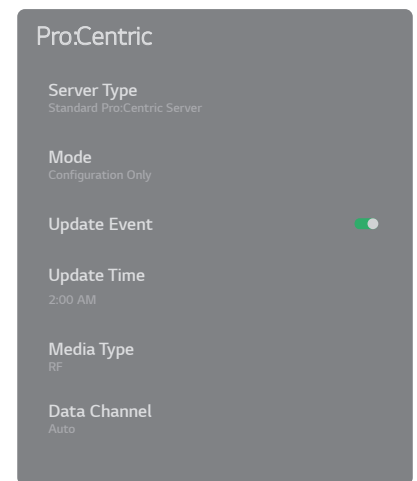 Pro:Centric
Server Type
Standard Pro:Centric Server
Mode
Configuration Only
Update Event
Update Time
2:00 AM
Media Type
RF
Data Channel
Auto